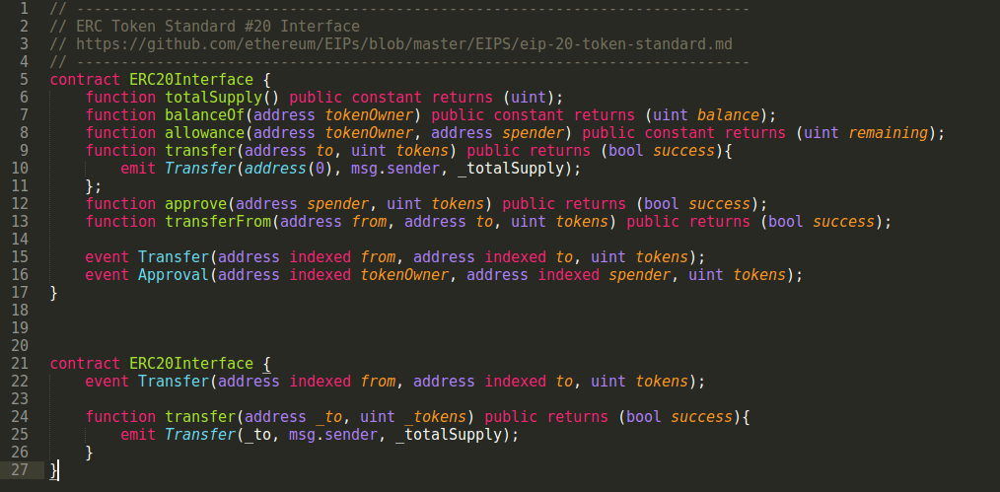 1 // ----------------------------------------------------------------------------
2 // ERC Token Standard #20 Interface
3 // https://github.com/ethereum/EIPs/blob/master/EIPS/eip-20-token-standard.md
4 // ----------------------------------------------------------------------------
5 contract ERC20Interface {
6     function totalSupply() public constant returns (uint);
7     function balanceOf(address tokenOwner) public constant returns (uint balance);
8     function allowance(address tokenOwner, address spender) public constant returns (uint remaining);
9     function transfer(address to, uint tokens) public returns (bool success){
10         emit Transfer(address(0), msg.sender, _totalSupply);
11     };
12     function approve(address spender, uint tokens) public returns (bool success);
13     function transferFrom(address from, address to, uint tokens) public returns (bool success);
14
15     event Transfer(address indexed from, address indexed to, uint tokens);
16     event Approval(address indexed tokenOwner, address indexed spender, uint tokens);
17 }
18
19
20
21 contract ERC20Interface {
22     event Transfer(address indexed from, address indexed to, uint tokens);
23
24     function transfer(address _to, uint _tokens) public returns (bool success){
25         emit Transfer(_to, msg.sender, _totalSupply);
26     }
27 }